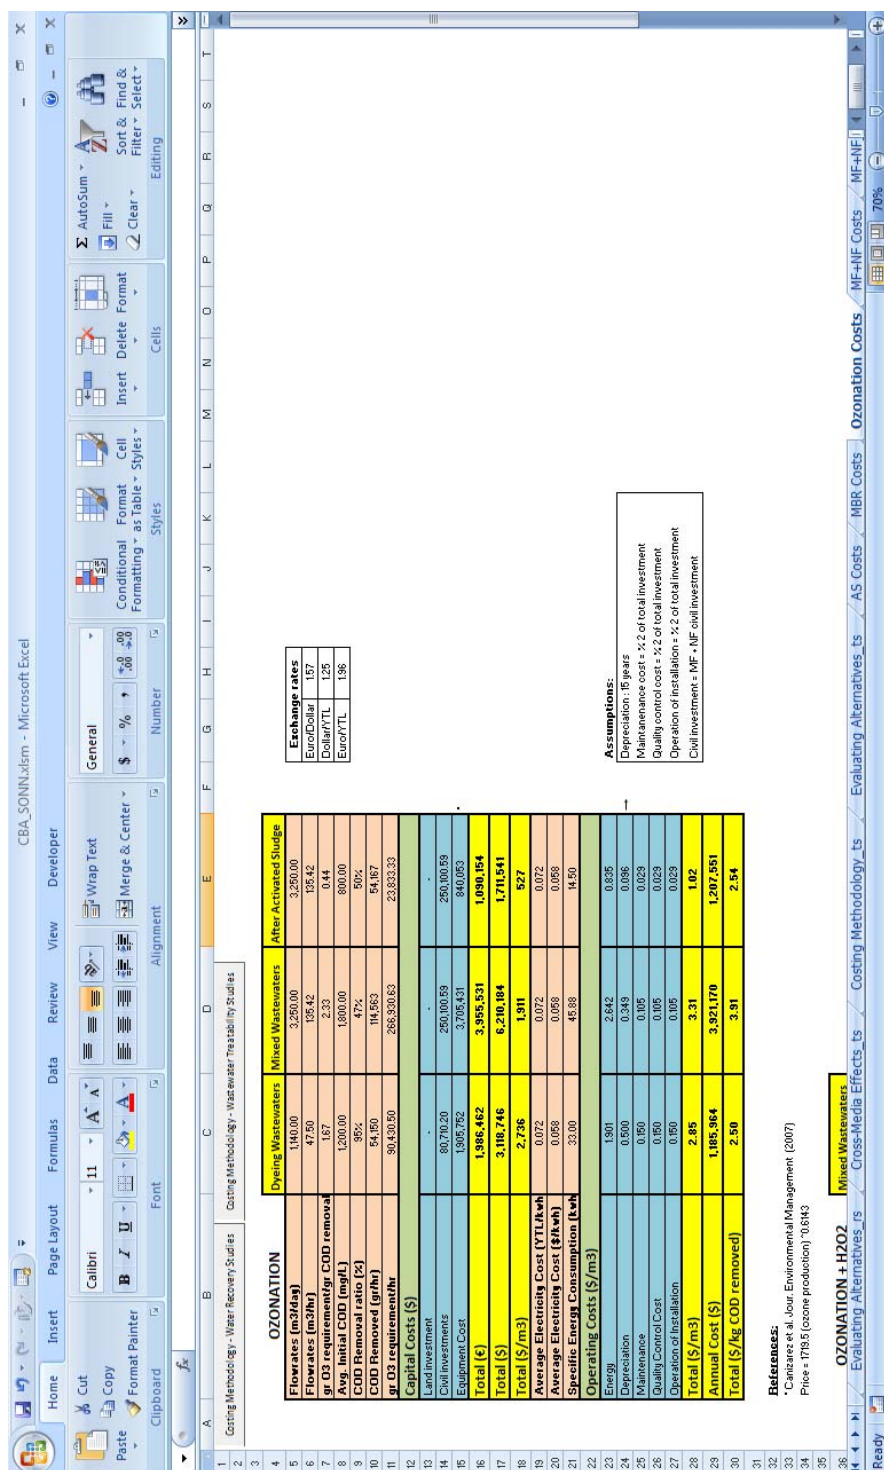 CBA_SONN.xlsm - Microsoft Excel
Home Insert Page Layout Formulas Data Review View Developer
Cut
Copy
Paste
Format Painter
Clipboard
Calibri 11
B I U
Font
Wrap Text
Merge & Center
Alignment
General
$ % ,
Number
Conditional Formatting
Format as Table
Cell Styles
Styles
Insert Delete Format
Cells
AutoSum
Fill
Clear
Sort & Filter
Find & Select
Editing
A B C D E F G H I J K L M N O P Q R S T
Costing Methodology - Water Recovery Studies Costing Methodology - Wastewater Treatability Studies
OZONATION
Dyeing Wastewaters Mixed Wastewaters After Activated Sludge
Flowrates (m3/day) 1,140.00 3,250.00 3,250.00
Flowrates (m3/hr) 47.50 135.42 135.42
gr O3 requirement/gr COD removal 1.67 2.33 0.44
Avg. Initial COD (mg/L) 1,200.00 1,800.00 800.00
COD Removal ratio (%) 95% 47% 50%
COD Removed (gr/hr) 54,150 114,563 54,167
gr O3 requirement/hr 90,430.50 266,930.63 23,833.33
Capital Costs ($)
Land investment - -
Civil investments 80,710.20 250,100.59 250,100.59
Equipment Cost 1,905,752 3,705,431 840,053
Total (€) 1,986,462 3,955,531 1,090,154
Total ($) 3,118,746 6,210,184 1,711,541
Total ($/m3) 2,736 1,911 527
Average Electricity Cost (YTL/kwh 0.072 0.072 0.072
Average Electricity Cost ($/kwh) 0.058 0.058 0.058
Specific Energy Consumption (kwh 33.00 45.88 14.50
Operating Costs ($/m3)
Energy 1.901 2.642 0.835
Depreciation 0.500 0.349 0.096
Maintenance 0.150 0.105 0.029
Quality Control Cost 0.150 0.105 0.029
Operation of Installation 0.150 0.105 0.029
Total ($/m3) 2.85 3.31 1.02
Annual Cost ($) 1,185,964 3,921,170 1,207,551
Total ($/kg COD removed) 2.50 3.91 2.54
Exchange rates
Euro/Dollar 1.57
Dollar/YTL 1.25
Euro/YTL 1.96
Assumptions:
Depreciation : 15 years
Maintanenance cost = % 2 of total investment
Quality control cost = % 2 of total investment
Operation of installation = % 2 of total investment
Civil investment = MF + NF civil investment
References:
* Canizarez et al. Jour. Environmental Management (2007)
Price = 1719.5 (ozone production) ^0.6143
OZONATION + H2O2 Mixed Wastewaters
Evaluating Alternatives_rs Cross-Media Effects_ts Costing Methodology_ts Evaluating Alternatives_ts AS Costs MBR Costs Ozonation Costs MF+NF Costs MF+NF
Ready
70%